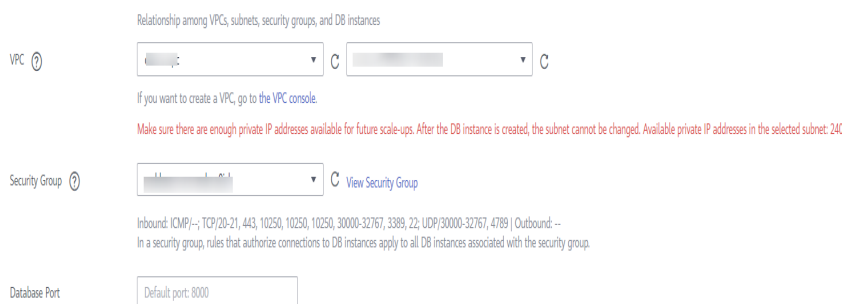 Relationship among VPCs, subnets, security groups, and DB instances
VPC ?
If you want to create a VPC, go to the VPC console.
Make sure there are enough private IP addresses available for future scale-ups. After the DB instance is created, the subnet cannot be changed. Available private IP addresses in the selected subnet: 240
Security Group ? View Security Group
Inbound: ICMP/--; TCP/20-21, 443, 10250, 10250, 10250, 30000-32767, 3389, 22; UDP/30000-32767, 4789 | Outbound: --
In a security group, rules that authorize connections to DB instances apply to all DB instances associated with the security group.
Database Port Default port: 8000